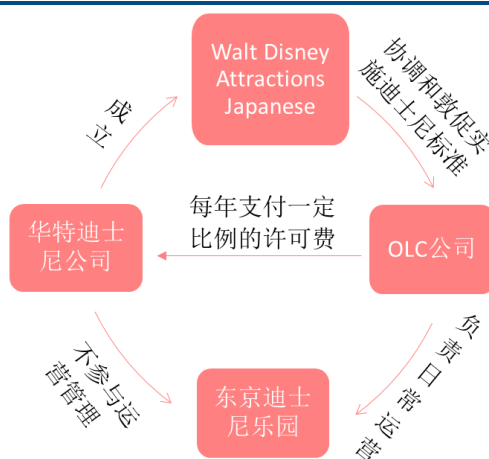 Walt Disney
Attractions
Japanese
成立
协调和敦促实
施迪士尼标准
华特迪士
尼公司
每年支付一定
比例的许可费
OLC公司
不参与运
营管理
东京迪士
尼乐园
负责日常运营